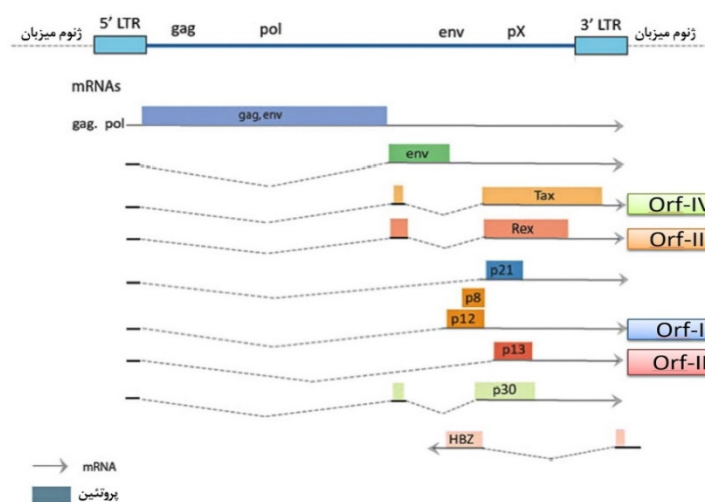 5' LTR gag pol env pX 3' LTR
ژنوم میزبان ژنوم میزبان
mRNAs
gag. pol gag, env
env
Tax Orf-IV
Rex Orf-II
p21
p8
p12 Orf-I
p13 Orf-II
p30
HBZ
mRNA
پروتئین